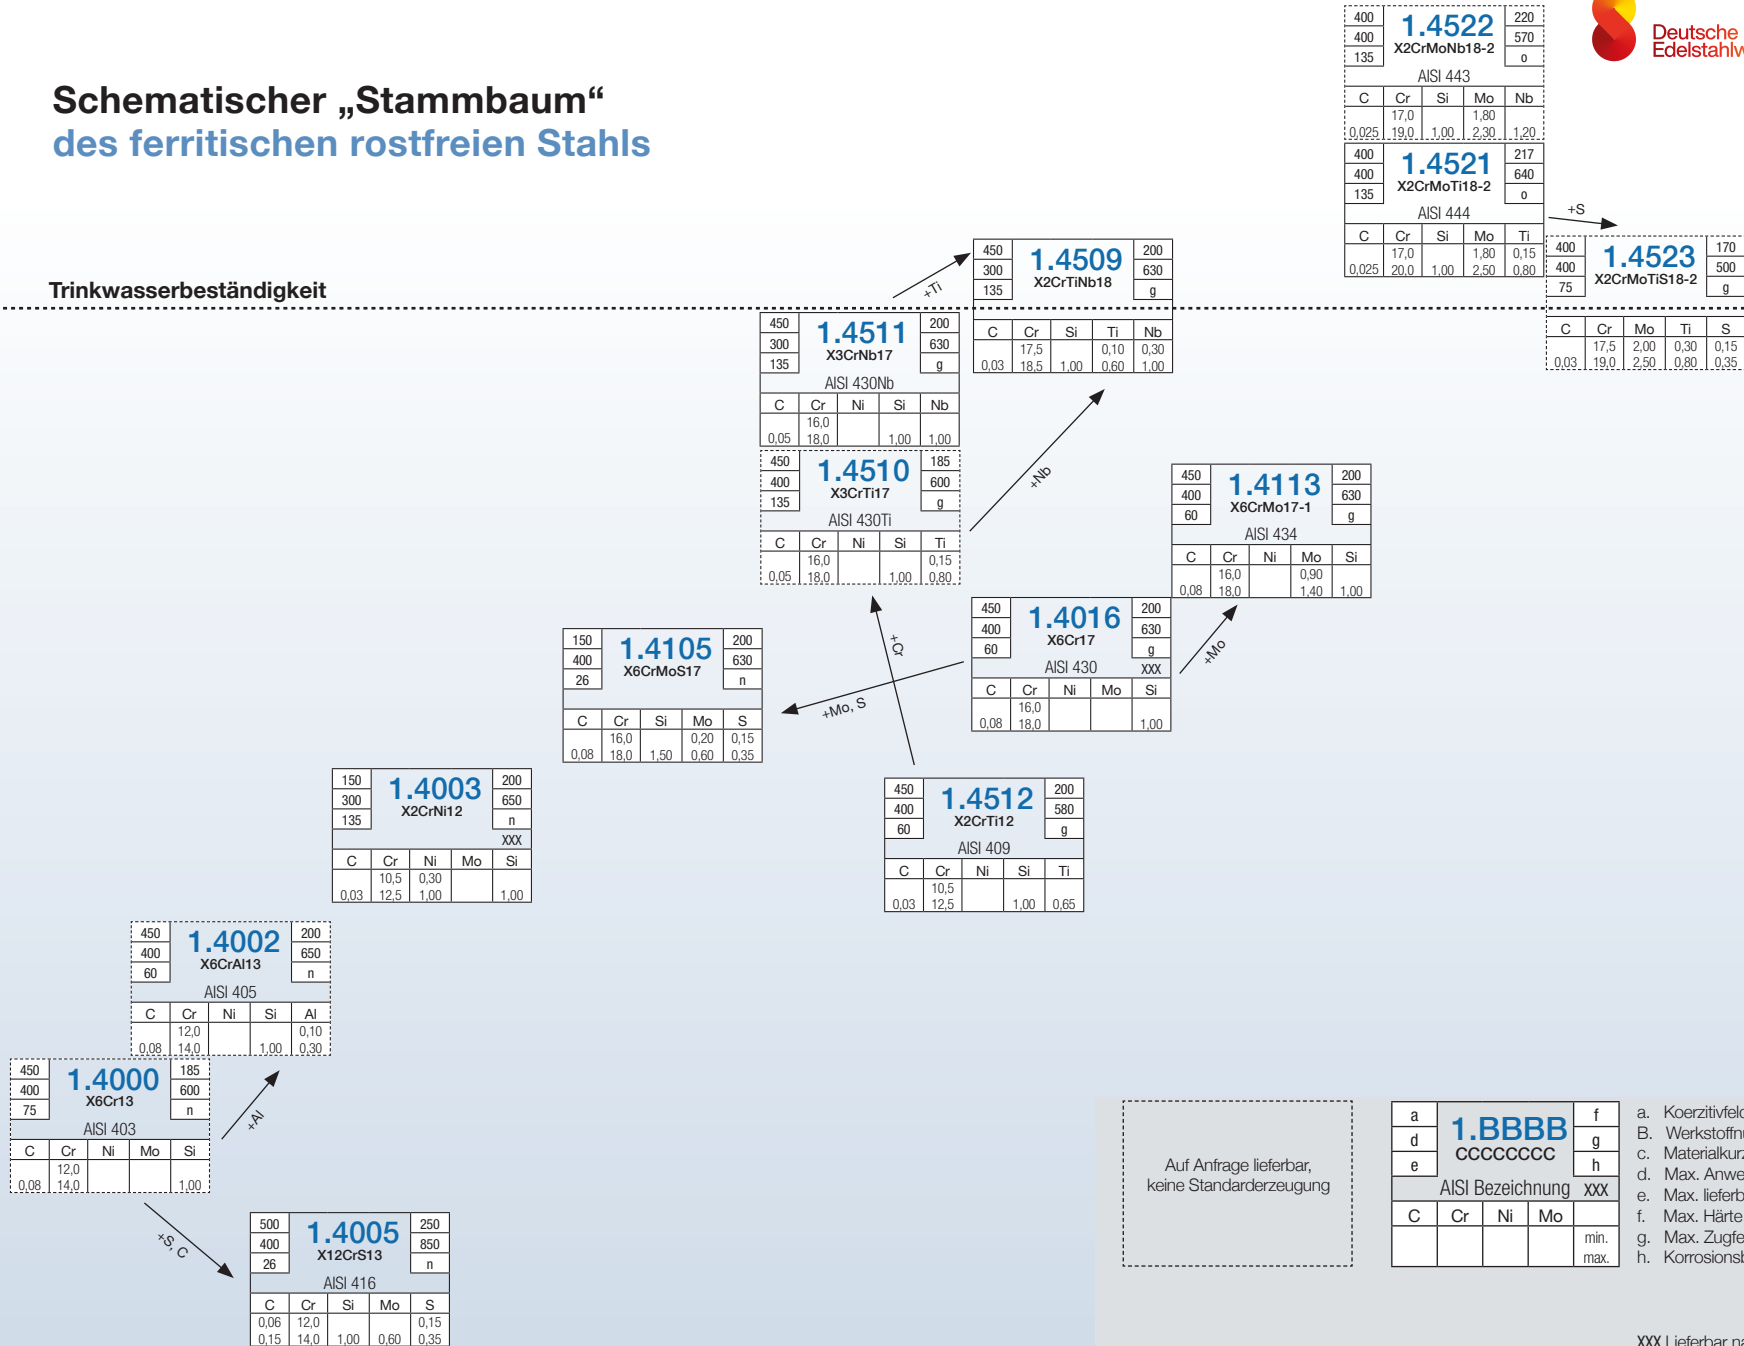 Schematischer „Stammbaum“
des ferritischen rostfreien Stahls
Deutsche
Trinkwasserbeständigkeit
400 1.4522 220
400 X2CrMoNb18-2 570
135 o
AISI 443
C Cr Si Mo Nb
17,0 1,80
0,025 19,0 1,00 2,30 1,20
400 1.4521 217
400 X2CrMoTi18-2 640
135 o
AISI 444
C Cr Si Mo Ti
17,0 1,80 0,15
0,025 20,0 1,00 2,50 0,80
+S
400 1.4523 170
400 X2CrMoTiS18-2 500
75 g
C Cr Mo Ti S
17,5 2,00 0,30 0,15
0,03 19,0 2,50 0,80 0,35
+Ti
450 1.4509 200
300 X2CrTiNb18 630
135 g
C Cr Si Ti Nb
17,5 0,10 0,30
0,03 18,5 1,00 0,60 1,00
450 1.4511 200
300 X3CrNb17 630
135 g
AISI 430Nb
C Cr Ni Si Nb
16,0
0,05 18,0 1,00 1,00
450 1.4510 185
400 X3CrTi17 600
135 g
AISI 430Ti
C Cr Ni Si Ti
16,0 0,15
0,05 18,0 1,00 0,80
+Nb
450 1.4113 200
400 X6CrMo17-1 630
60 g
AISI 434
C Cr Ni Mo Si
16,0 0,90
0,08 18,0 1,40 1,00
450 1.4016 200
400 X6Cr17 630
60 g
AISI 430 XXX
C Cr Ni Mo Si
16,0
0,08 18,0 1,00
+Mo
+Cr
+Mo, S
150 1.4105 200
400 X6CrMoS17 630
26 n
C Cr Si Mo S
16,0 0,20 0,15
0,08 18,0 1,50 0,60 0,35
150 1.4003 200
300 X2CrNi12 650
135 n
XXX
C Cr Ni Mo Si
10,5 0,30
0,03 12,5 1,00 1,00
450 1.4512 200
400 X2CrTi12 580
60 g
AISI 409
C Cr Ni Si Ti
10,5
0,03 12,5 1,00 0,65
450 1.4002 200
400 X6CrAl13 650
60 n
AISI 405
C Cr Ni Si Al
12,0 0,10
0,08 14,0 1,00 0,30
450 1.4000 185
400 X6Cr13 600
75 n
AISI 403
C Cr Ni Mo Si
12,0
0,08 14,0 1,00
+Al
+S, C
500 1.4005 250
400 X12CrS13 850
26 n
AISI 416
C Cr Si Mo S
0,06 12,0 0,15
0,15 14,0 1,00 0,60 0,35
Auf Anfrage lieferbar,
keine Standarderzeugung
a 1.BBBB f
d CCCCCCCC g
e h
AISI Bezeichnung XXX
C Cr Ni Mo
min.
max.
a.
B.
c.
d. Max.
e. Max.
f. Max. Härte
g. Max.
h.
XXX Lieferbar